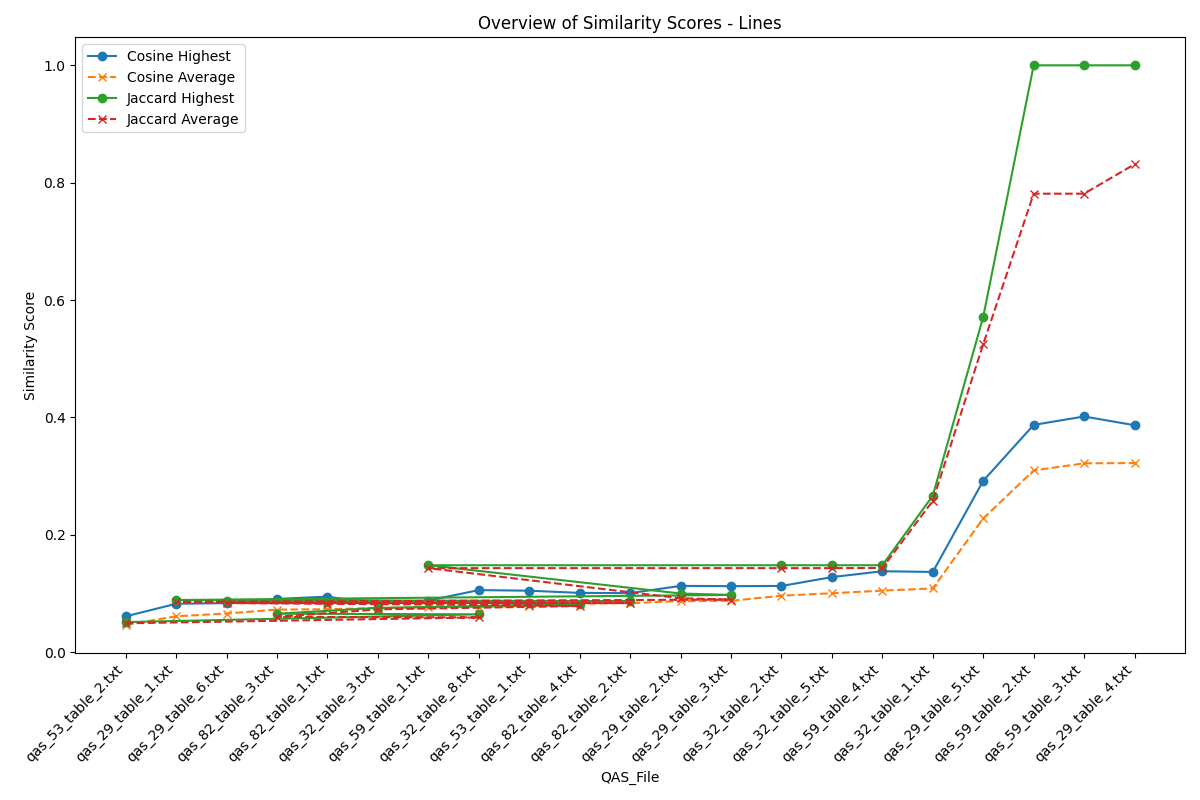 Overview of Similarity Scores - Lines
Cosine Highest
Cosine Average
Jaccard Highest
Jaccard Average
Similarity Score
1.0
0.8
0.6
0.4
0.2
0.0
qas_53_table_2.txt
qas_29_table_1.txt
qas_29_table_6.txt
qas_82_table_3.txt
qas_82_table_1.txt
qas_32_table_3.txt
qas_59_table_1.txt
qas_32_table_8.txt
qas_53_table_1.txt
qas_82_table_4.txt
qas_82_table_2.txt
qas_29_table_2.txt
qas_29_table_3.txt
qas_32_table_2.txt
qas_32_table_5.txt
qas_59_table_4.txt
qas_32_table_1.txt
qas_29_table_5.txt
qas_59_table_2.txt
qas_59_table_3.txt
qas_29_table_4.txt
QAS_File